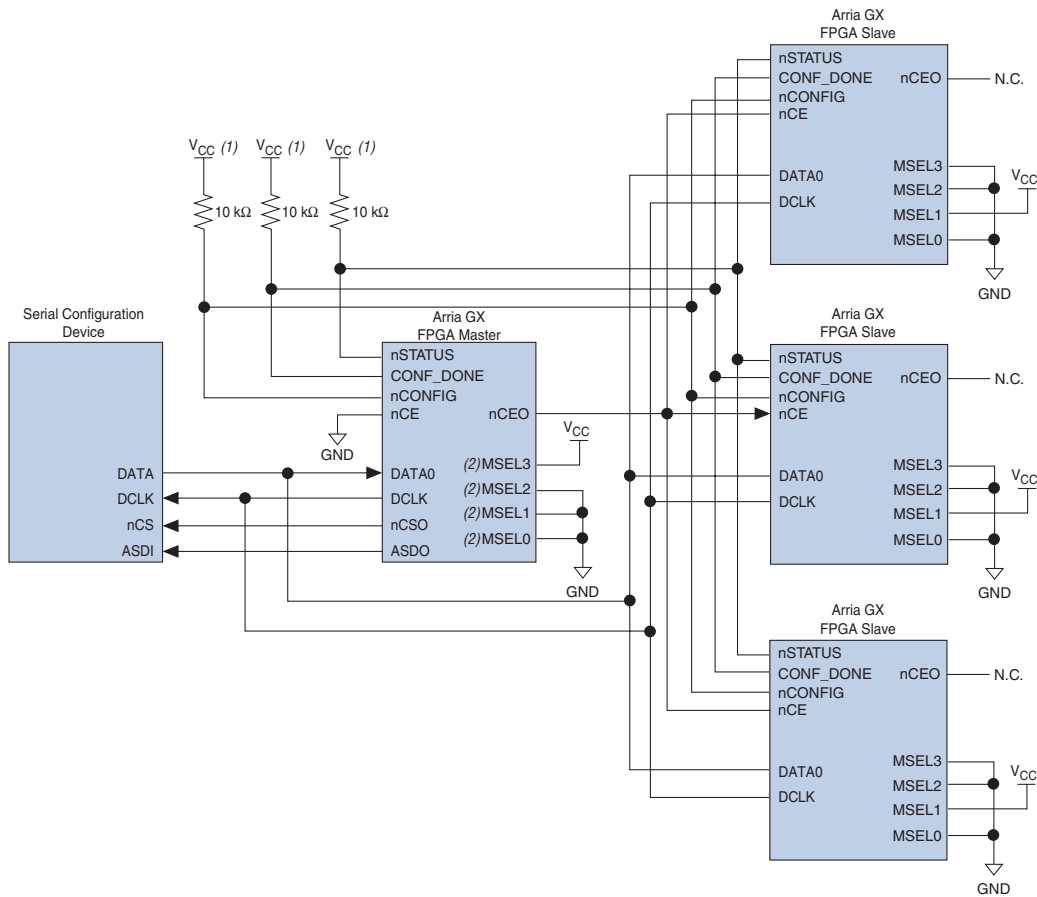 Arria GX
FPGA Slave
nSTATUS
CONF_DONE
nCEO
N.C.
nCONFIG
nCE
DATA0
DCLK
MSEL3
MSEL2
MSEL1
MSEL0
VCC
GND
VCC (1)
VCC (1)
VCC (1)
10 kΩ
10 kΩ
10 kΩ
Serial Configuration
Device
DATA
DCLK
nCS
ASDI
Arria GX
FPGA Master
nSTATUS
CONF_DONE
nCONFIG
nCE
nCEO
GND
DATA0
DCLK
nCSO
ASDO
(2)MSEL3
(2)MSEL2
(2)MSEL1
(2)MSEL0
VCC
GND
Arria GX
FPGA Slave
nSTATUS
CONF_DONE
nCEO
N.C.
nCONFIG
nCE
DATA0
DCLK
MSEL3
MSEL2
MSEL1
MSEL0
VCC
GND
Arria GX
FPGA Slave
nSTATUS
CONF_DONE
nCEO
N.C.
nCONFIG
nCE
DATA0
DCLK
MSEL3
MSEL2
MSEL1
MSEL0
VCC
GND